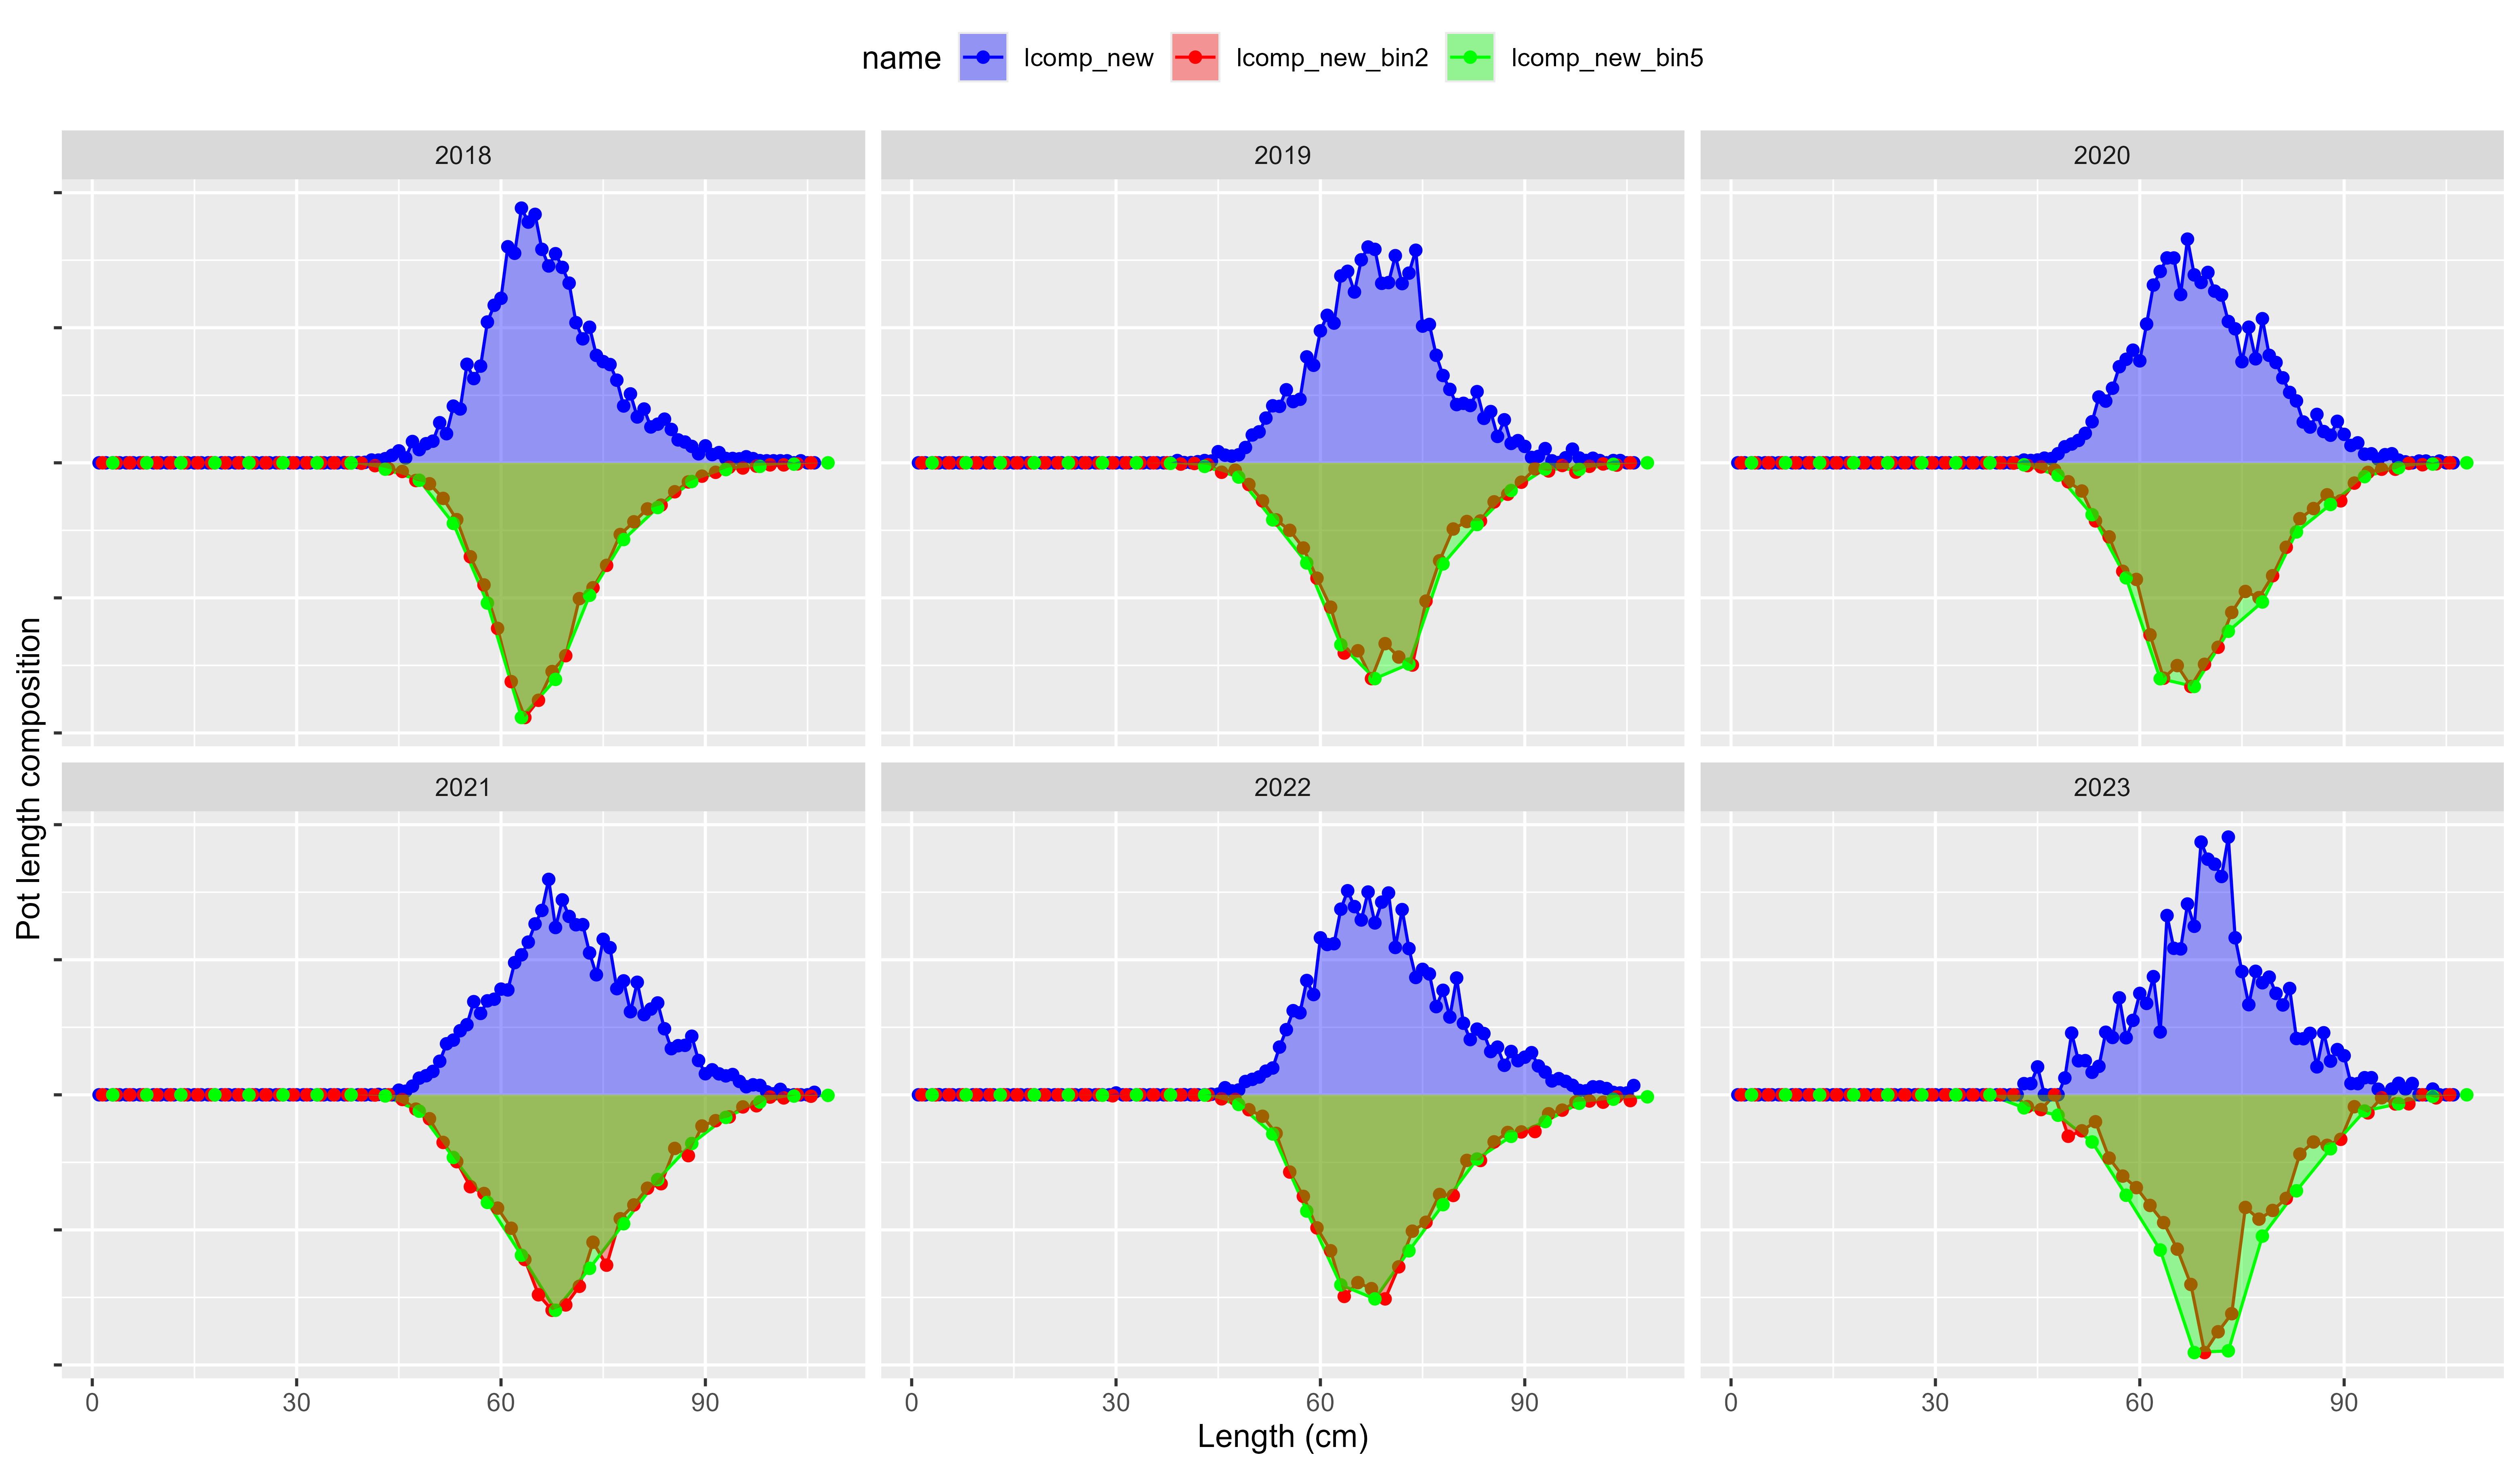 name lcomp_new lcomp_new_bin2 lcomp_new_bin5
2018 2019 2020
2021 2022 2023
Pot length composition
0 30 60 90 0 30 60 90 0 30 60 90
Length (cm)